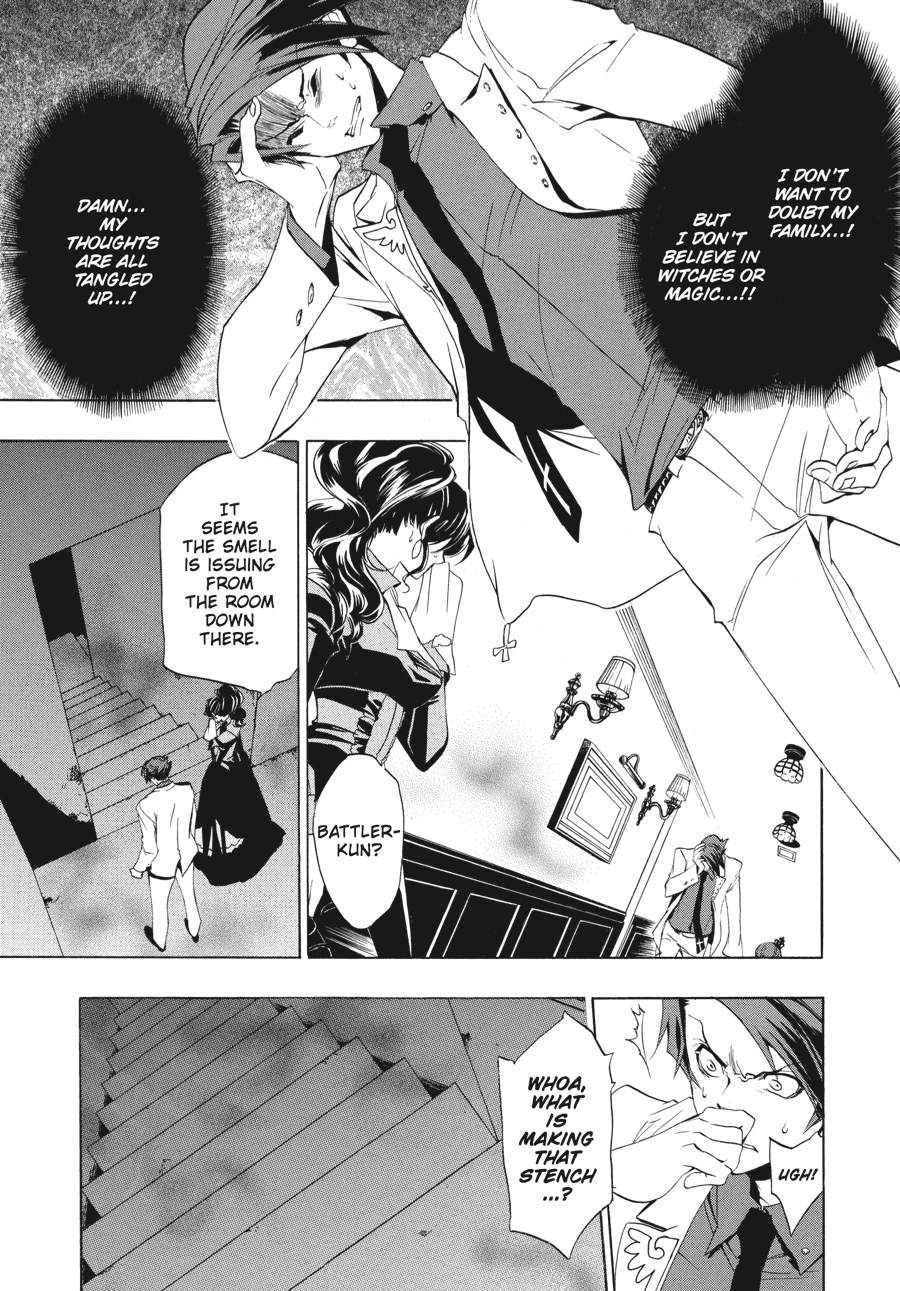 I DON'T
WANT TO
DOUBT MY
FAMILY...!
BUT
I DON'T
BELIEVE IN
WITCHES OR
MAGIC...!!
DAMN...
MY
THOUGHTS
ARE ALL
TANGLED
UP...!
BATTLER-
KUN?
IT
SEEMS
THE SMELL
IS ISSUING
FROM
THE ROOM
DOWN
THERE.
UGH!
WHOA,
WHAT
IS
MAKING
THAT
STENCH
...?